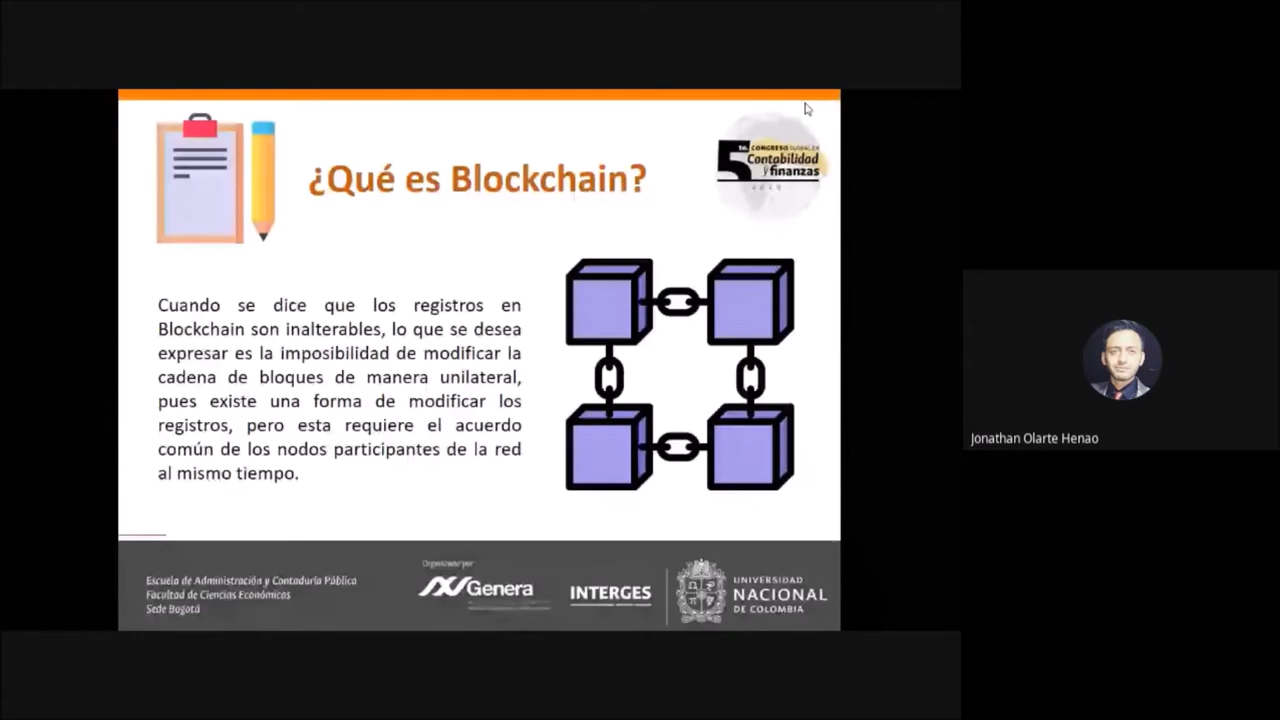 ¿Qué es Blockchain?
5to. CONGRESO
Contabilidad
y finanzas
Cuando se dice que los registros en
Blockchain son inalterables, lo que se desea
expresar es la imposibilidad de modificar la
cadena de bloques de manera unilateral,
pues existe una forma de modificar los
registros, pero esta requiere el acuerdo
común de los nodos participantes de la red
al mismo tiempo.
Jonathan Olarte Henao
Escuela de Administración y Contaduría Pública
Facultad de Ciencias Económicas
Sede Bogotá
Organizado por
Genera
INTERGES
UNIVERSIDAD
NACIONAL
DE COLOMBIA